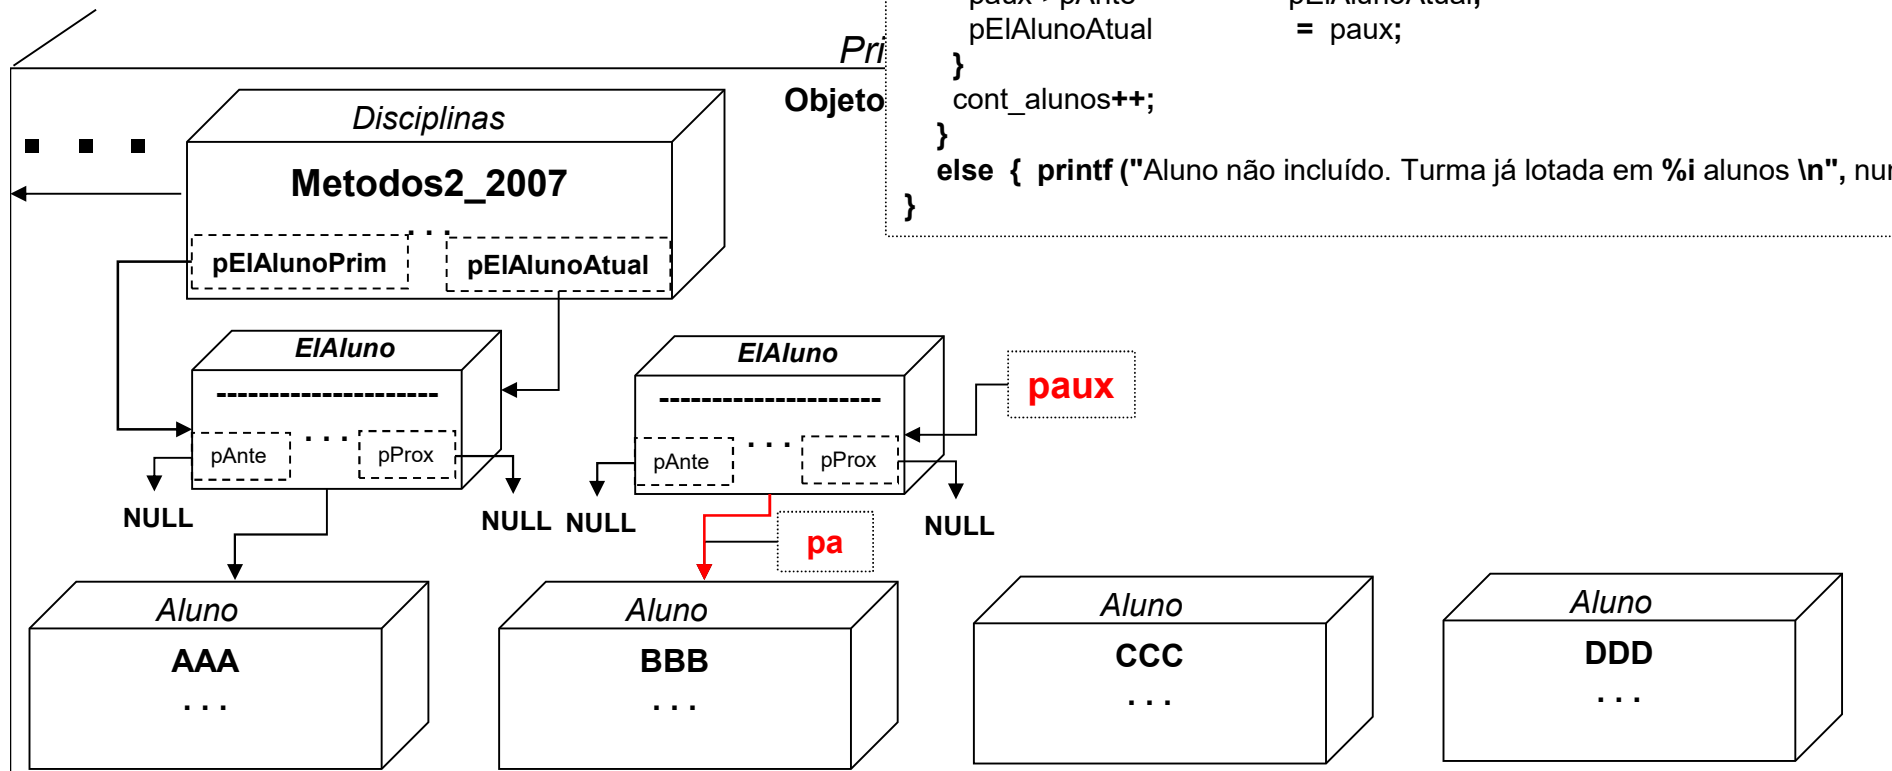 pElAlunoAtual = paux;
}
cont_alunos++;
}
else { printf ("Aluno não incluído. Turma já lotada em %i alunos \n",
}
Objeto
Disciplinas
. . .
Metodos2_2007
. . .
pElAlunoPrim
pElAlunoAtual
ElAluno
---------------------
. . .
pAnte
pProx
NULL
NULL
ElAluno
---------------------
. . .
pAnte
pProx
NULL
NULL
paux
pa
Aluno
AAA
. . .
Aluno
BBB
. . .
Aluno
CCC
. . .
Aluno
DDD
. . .